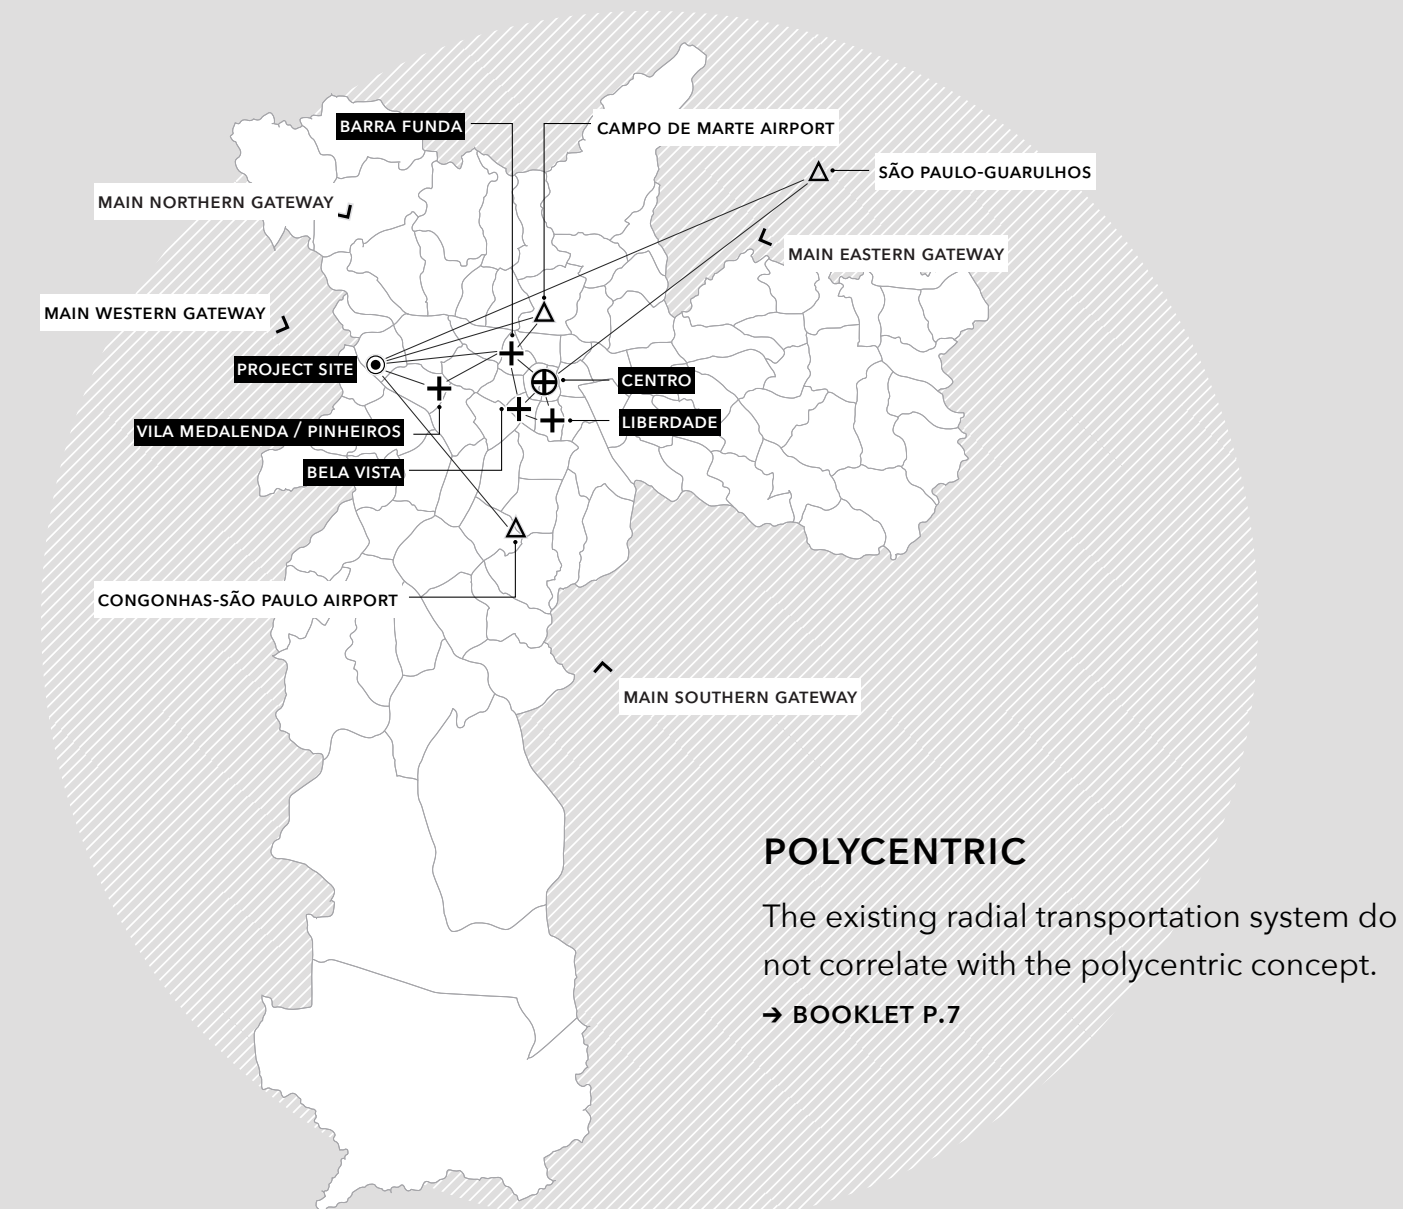 BARRA FUNDA
CAMPO DE MARTE AIRPORT
SÃO PAULO-GUARULHOS
MAIN NORTHERN GATEWAY
MAIN EASTERN GATEWAY
MAIN WESTERN GATEWAY
PROJECT SITE
CENTRO
LIBERDADE
VILA MEDALENDA / PINHEIROS
BELA VISTA
CONGONHAS-SÃO PAULO AIRPORT
MAIN SOUTHERN GATEWAY
POLYCENTRIC
The existing radial transportation system do
not correlate with the polycentric concept.
→ BOOKLET P.7